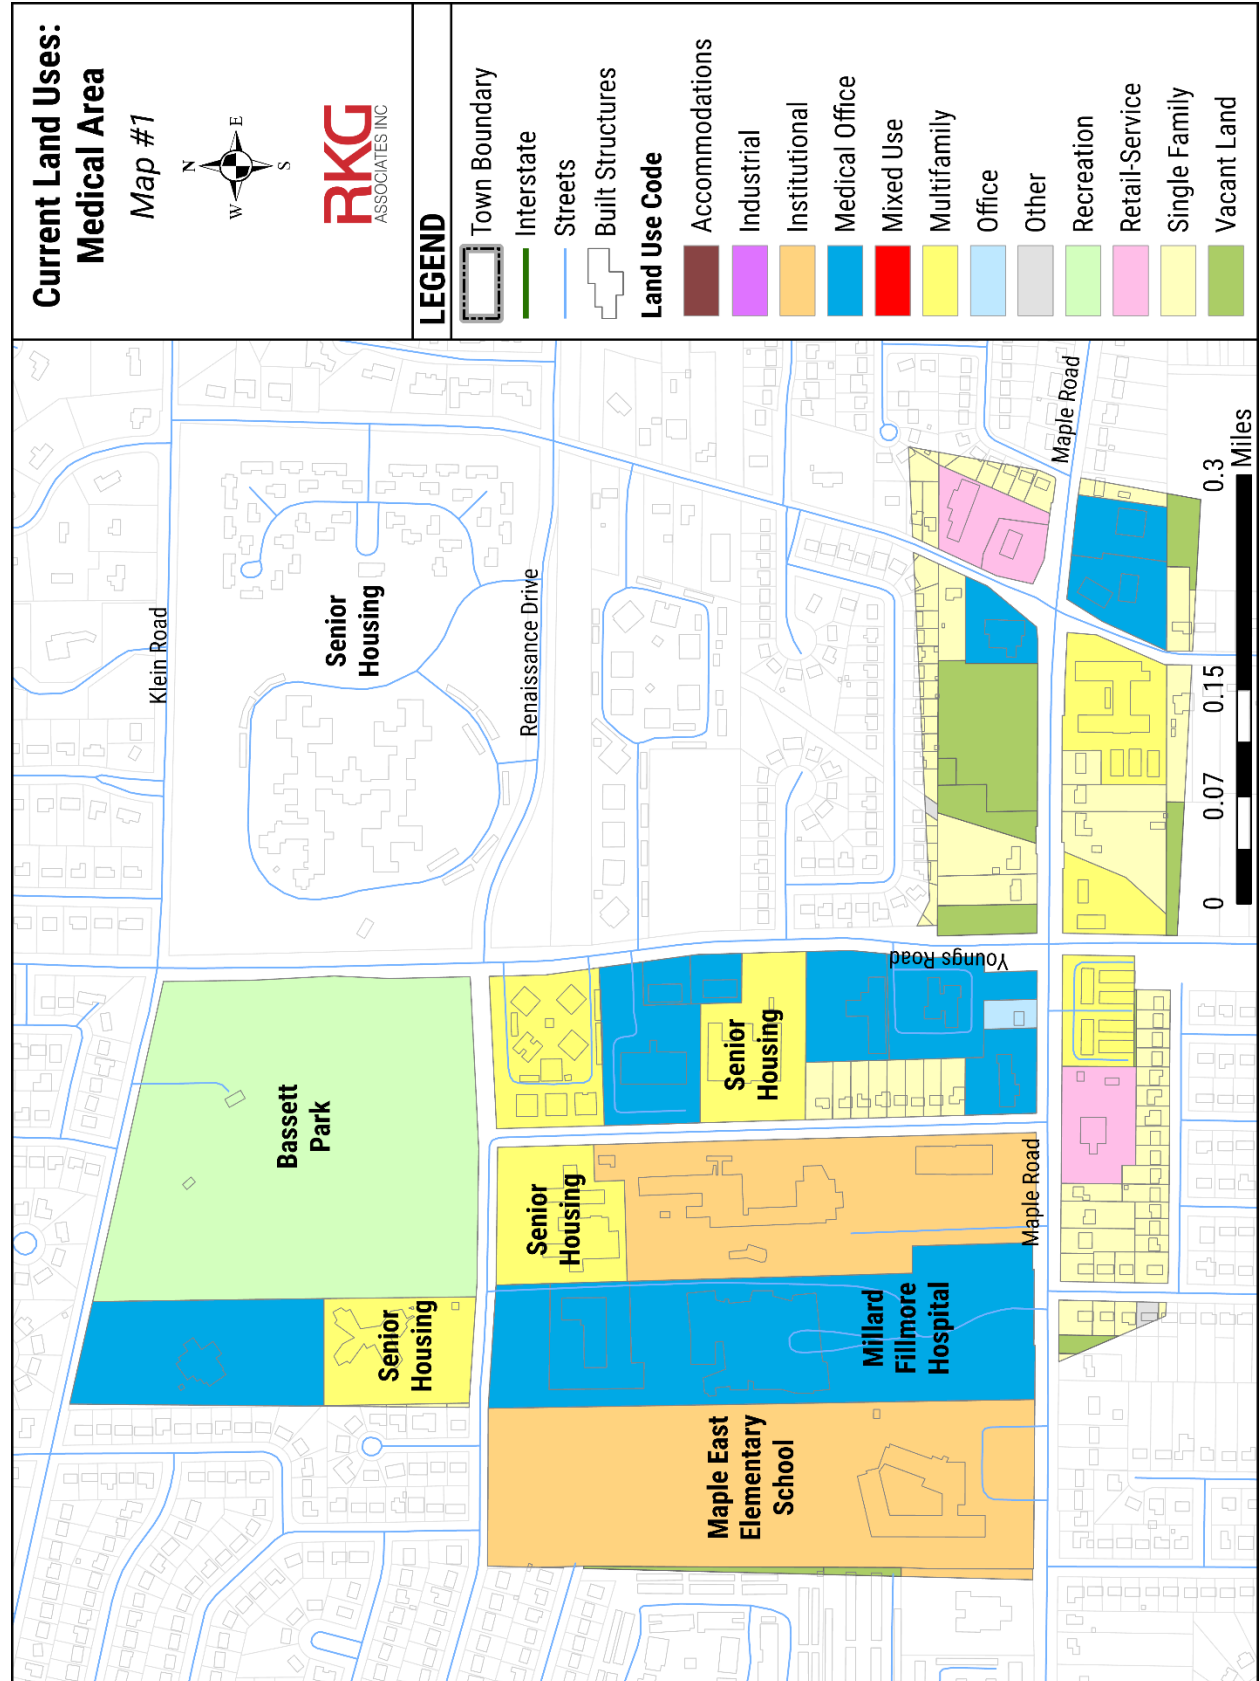 Current Land Uses:
Medical Area
Map #1
N
W
E
S
RKG
ASSOCIATES INC
LEGEND
Town Boundary
Interstate
Streets
Built Structures
Land Use Code
Accommodations
Industrial
Institutional
Medical Office
Mixed Use
Multifamily
Office
Other
Recreation
Retail-Service
Single Family
Vacant Land
Klein Road
Senior
Housing
Renaissance Drive
Bassett
Park
Senior
Housing
Senior
Housing
Senior
Housing
Youngs Road
Maple Road
Maple Road
Millard
Fillmore
Hospital
Maple East
Elementary
School
0
0.07
0.15
0.3
Miles